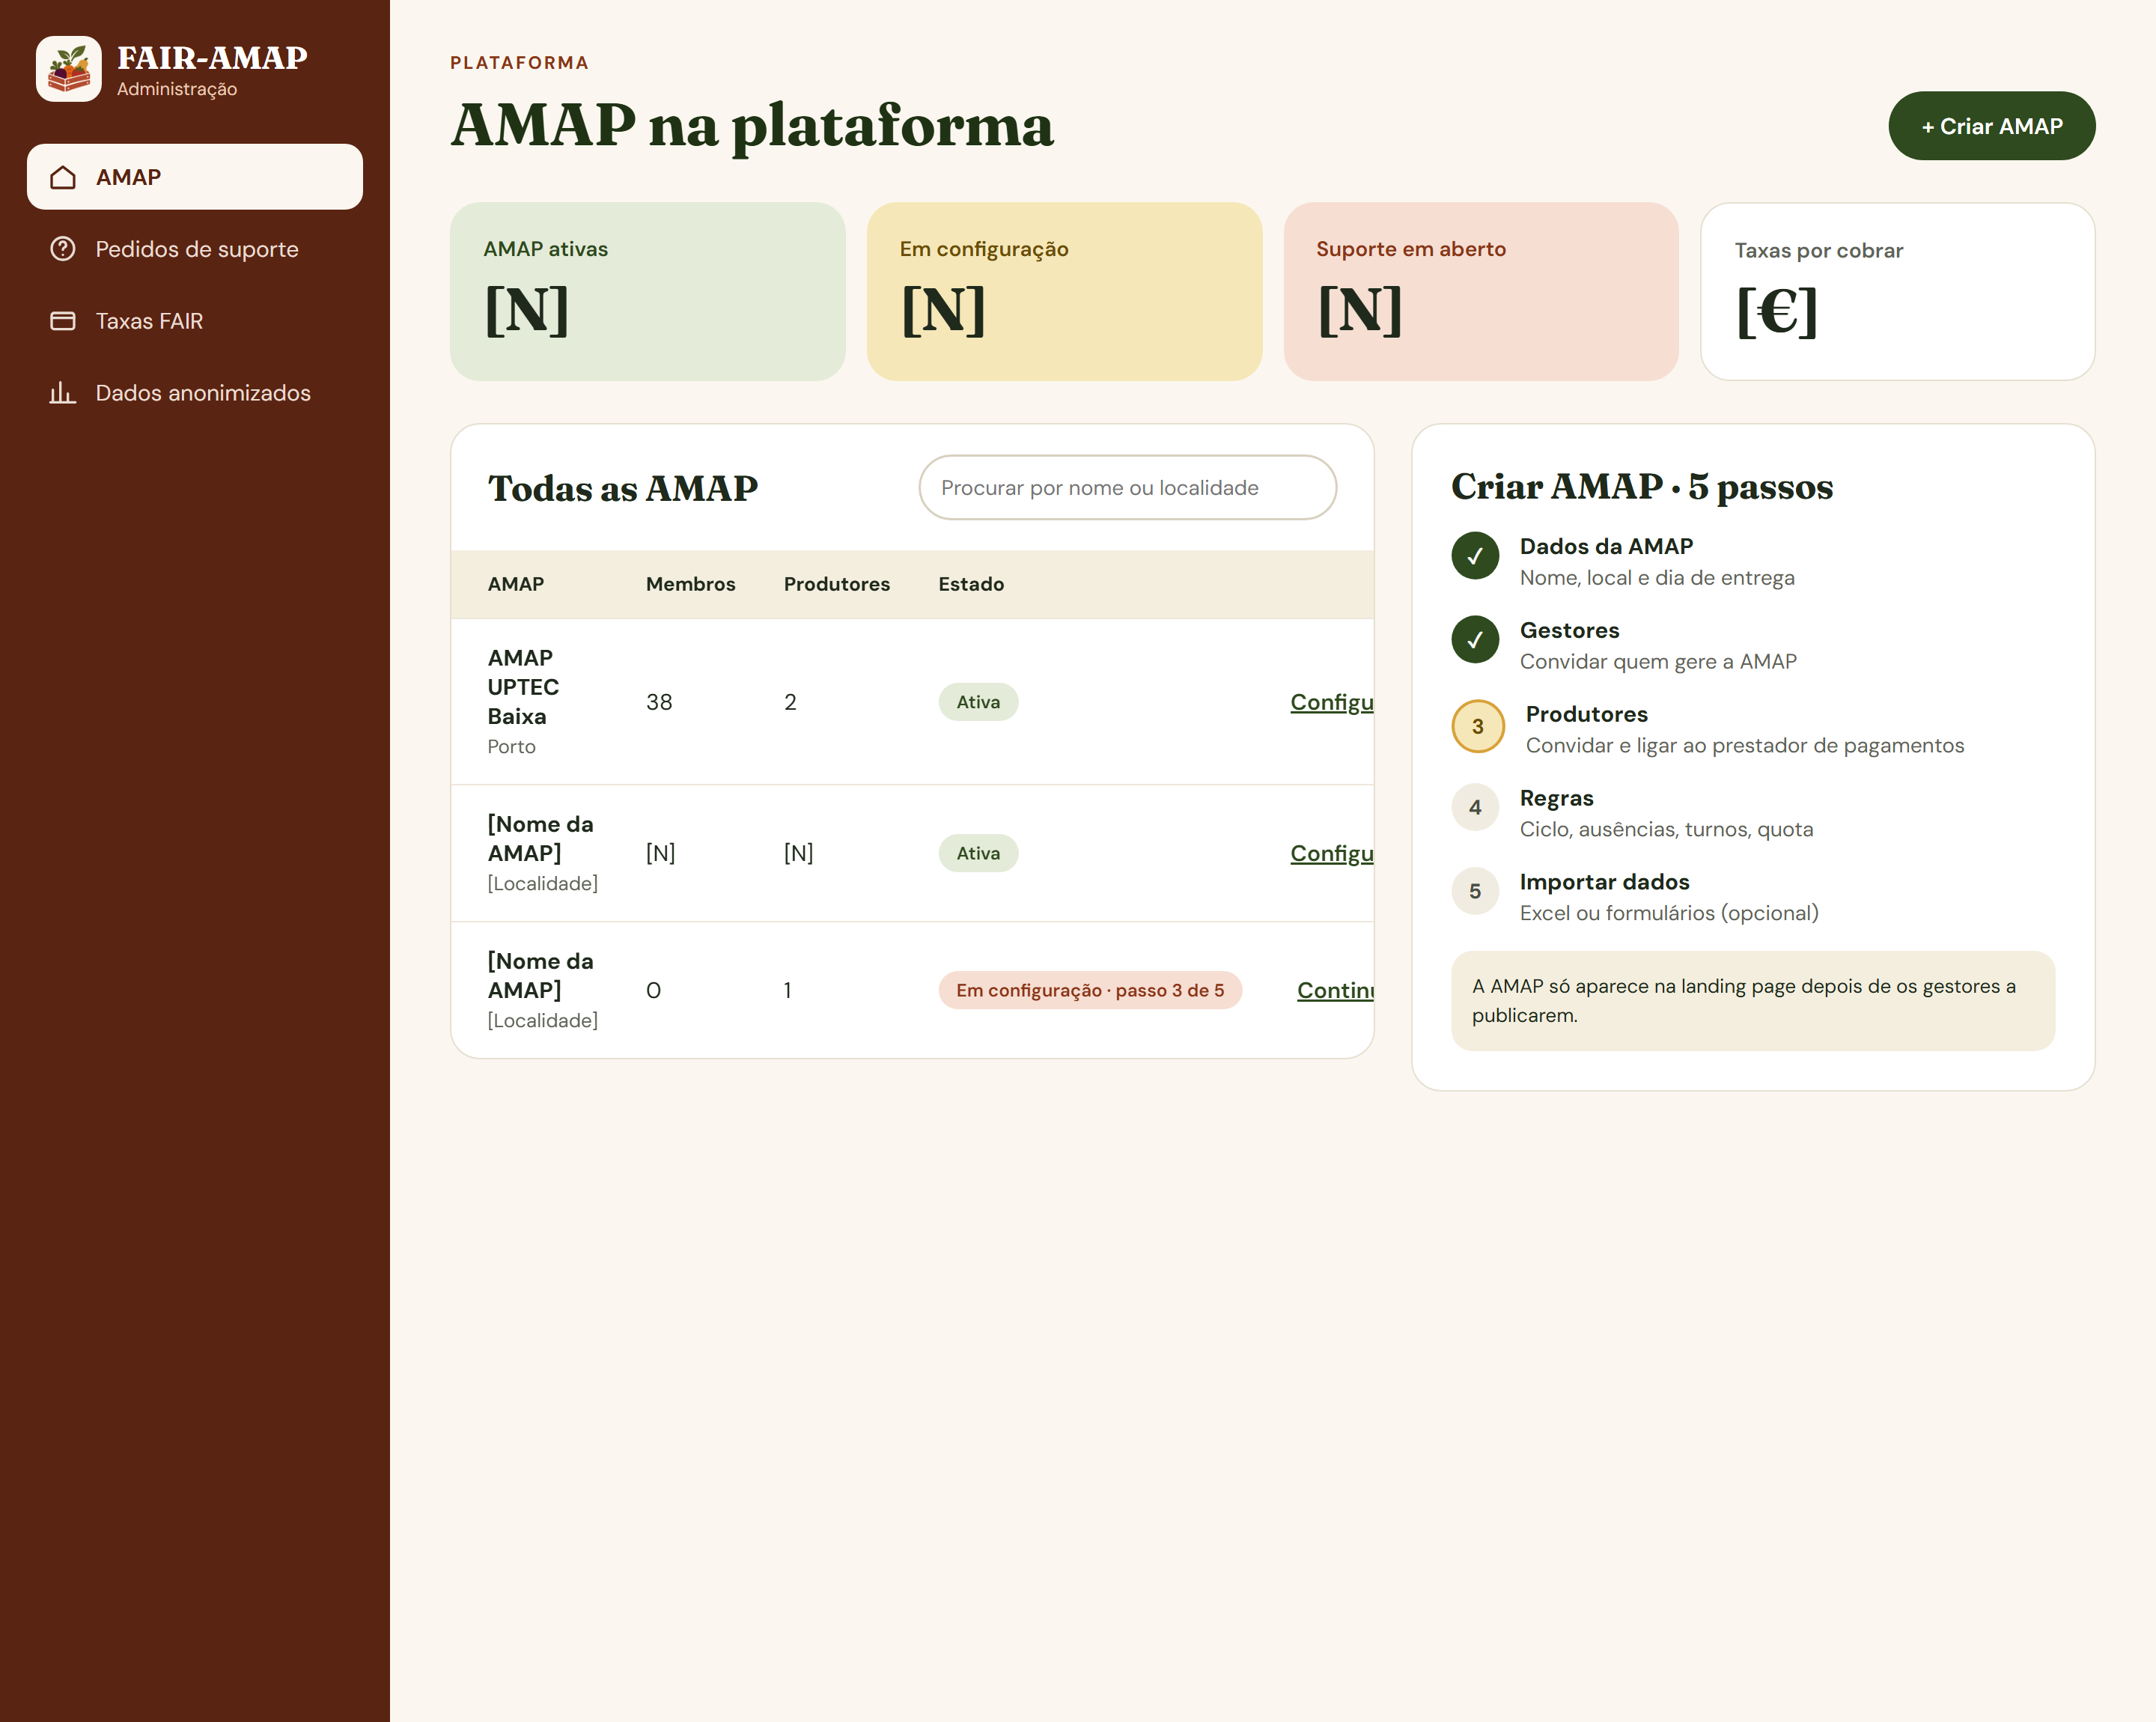 FAIR-AMAP
Administração
AMAP
Pedidos de suporte
Taxas FAIR
Dados anonimizados
PLATAFORMA
AMAP na plataforma
+ Criar AMAP
AMAP ativas
[N]
Em configuração
[N]
Suporte em aberto
[N]
Taxas por cobrar
[€]
Todas as AMAP
Procurar por nome ou localidade
AMAP Membros Produtores Estado
AMAP
UPTEC
Baixa
Porto
38 2 Ativa Configu
[Nome da
AMAP]
[Localidade]
[N] [N] Ativa Configu
[Nome da
AMAP]
[Localidade]
0 1 Em configuração · passo 3 de 5 Contin
Criar AMAP · 5 passos
✓ Dados da AMAP
Nome, local e dia de entrega
✓ Gestores
Convidar quem gere a AMAP
3 Produtores
Convidar e ligar ao prestador de pagamentos
4 Regras
Ciclo, ausências, turnos, quota
5 Importar dados
Excel ou formulários (opcional)
A AMAP só aparece na landing page depois de os gestores a
publicarem.